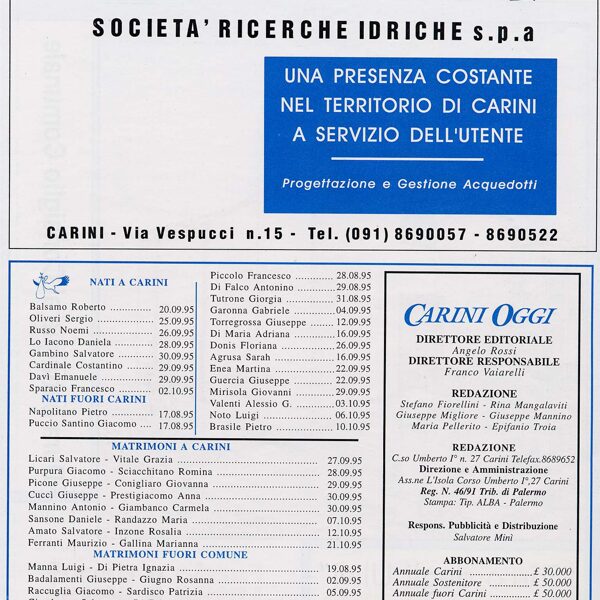 SOCIETA' RICERCHE IDRICHE s.p.a
UNA PRESENZA COSTANTE
NEL TERRITORIO DI CARINI
A SERVIZIO DELL'UTENTE
Progettazione e Gestione Acquedotti
CARINI - Via Vespucci n.15 - Tel. (091) 8690057 - 8690522
NATI A CARINI
Balsamo Roberto .............. 20.09.95
Oliveri Sergio .................. 25.09.95
Russo Noemi .................. 26.09.95
Lo Iacono Daniela ........... 28.09.95
Gambino Salvatore .......... 30.09.95
Cardinale Costantino ....... 29.09.95
Davì Emanuele ............... 29.09.95
Sparacio Francesco ......... 02.10.95
NATI FUORI CARINI
Napolitano Pietro ............ 17.08.95
Puccio Santino Giacomo .... 17.08.95
Piccolo Francesco ............ 28.08.95
Di Falco Antonino ............ 29.08.95
Tutrone Giorgia ............... 31.08.95
Garonna Gabriele ............. 04.09.95
Torregrossa Giuseppe ........ 12.09.95
Di Maria Adriana ............. 16.09.95
Donis Floriana ................ 26.09.95
Agrusa Sarah .................. 16.09.95
Enea Martina .................. 22.09.95
Guercia Giuseppe ............. 22.09.95
Mirisola Giovanni ............ 29.09.95
Valenti Alessio G. ............ 03.10.95
Noto Luigi ..................... 06.10.95
Brasile Pietro .................. 10.10.95
MATRIMONI A CARINI
Licari Salvatore - Vitale Grazia ............ 27.09.95
Purpura Giacomo - Sciacchitano Romina ............ 28.09.95
Picone Giuseppe - Conigliaro Giovanna ............ 29.09.95
Cuccì Giuseppe - Prestigiacomo Anna ............ 30.09.95
Mannino Antonio - Giambanco Carmela ............ 30.09.95
Sansone Daniele - Randazzo Maria ............ 07.10.95
Amato Salvatore - Inzone Rosalia ............ 12.10.95
Ferranti Maurizio - Gallina Marianna ............ 21.10.95
MATRIMONI FUORI COMUNE
Manna Luigi - Di Pietra Ignazia ............ 19.08.95
Badalamenti Giuseppe - Giugno Rosanna ............ 02.09.95
Raccuglia Giacomo - Sardisco Patrizia ............ 05.09.95
CARINI OGGI
DIRETTORE EDITORIALE
Angelo Rossi
DIRETTORE RESPONSABILE
Franco Vaiarelli
REDAZIONE
Stefano Fiorellini - Rina Mangalaviti
Giuseppe Migliore - Giuseppe Mannino
Maria Pellerito - Epifanio Troia
REDAZIONE
C.so Umberto I° n. 27 Carini Telefax.8689652
Direzione e Amministrazione
Ass.ne L'Isola Corso Umberto I°,27 Carini
Reg. N. 46/91 Trib. di Palermo
Stampa: Tip. ALBA - Palermo
Respons. Pubblicità e Distribuzione
Salvatore Minì
ABBONAMENTO
Annuale Carini ............ £ 30.000
Annuale Sostenitore ....... £ 50.000
Annuale fuori Carini ...... £ 50.000